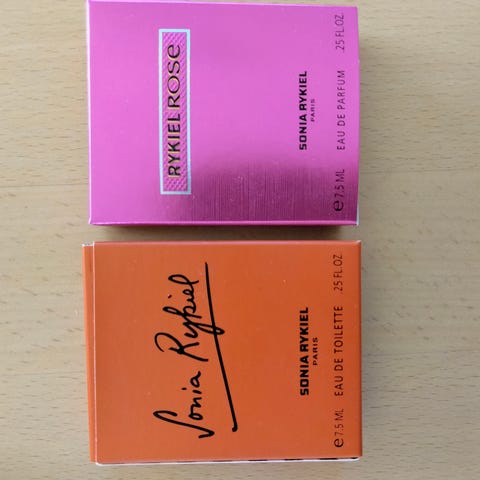 RYKIEL ROSE
SONIA RYKIEL
PARIS
e 7.5 ML EAU DE PARFUM .25 FL.OZ
Sonia Rykiel
SONIA RYKIEL
PARIS
e 7.5 ML EAU DE TOILETTE .25 FL.OZ